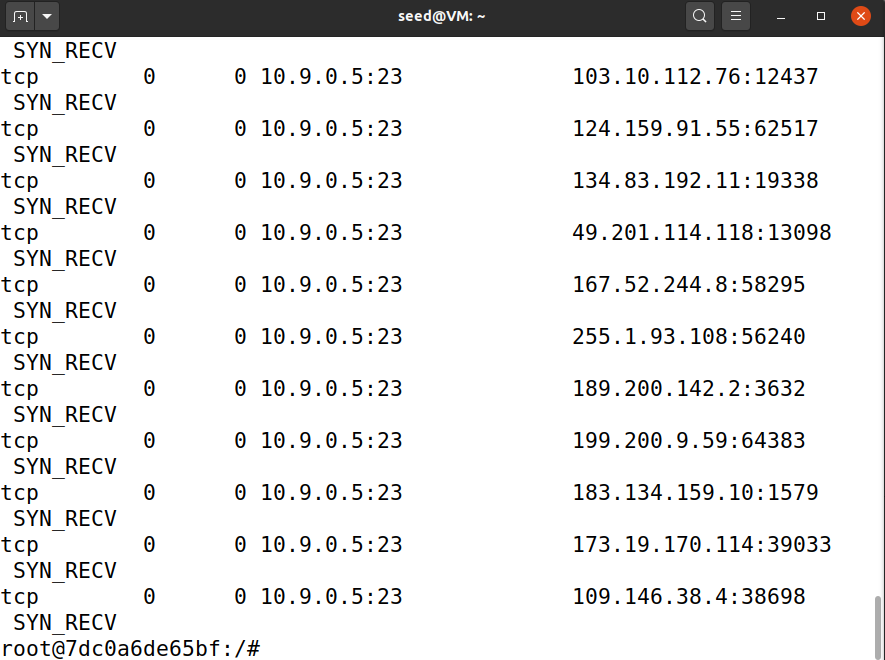 seed@VM: ~
SYN_RECV
tcp 0 0 10.9.0.5:23 103.10.112.76:12437
SYN_RECV
tcp 0 0 10.9.0.5:23 124.159.91.55:62517
SYN_RECV
tcp 0 0 10.9.0.5:23 134.83.192.11:19338
SYN_RECV
tcp 0 0 10.9.0.5:23 49.201.114.118:13098
SYN_RECV
tcp 0 0 10.9.0.5:23 167.52.244.8:58295
SYN_RECV
tcp 0 0 10.9.0.5:23 255.1.93.108:56240
SYN_RECV
tcp 0 0 10.9.0.5:23 189.200.142.2:3632
SYN_RECV
tcp 0 0 10.9.0.5:23 199.200.9.59:64383
SYN_RECV
tcp 0 0 10.9.0.5:23 183.134.159.10:1579
SYN_RECV
tcp 0 0 10.9.0.5:23 173.19.170.114:39033
SYN_RECV
tcp 0 0 10.9.0.5:23 109.146.38.4:38698
SYN_RECV
root@7dc0a6de65bf:/#